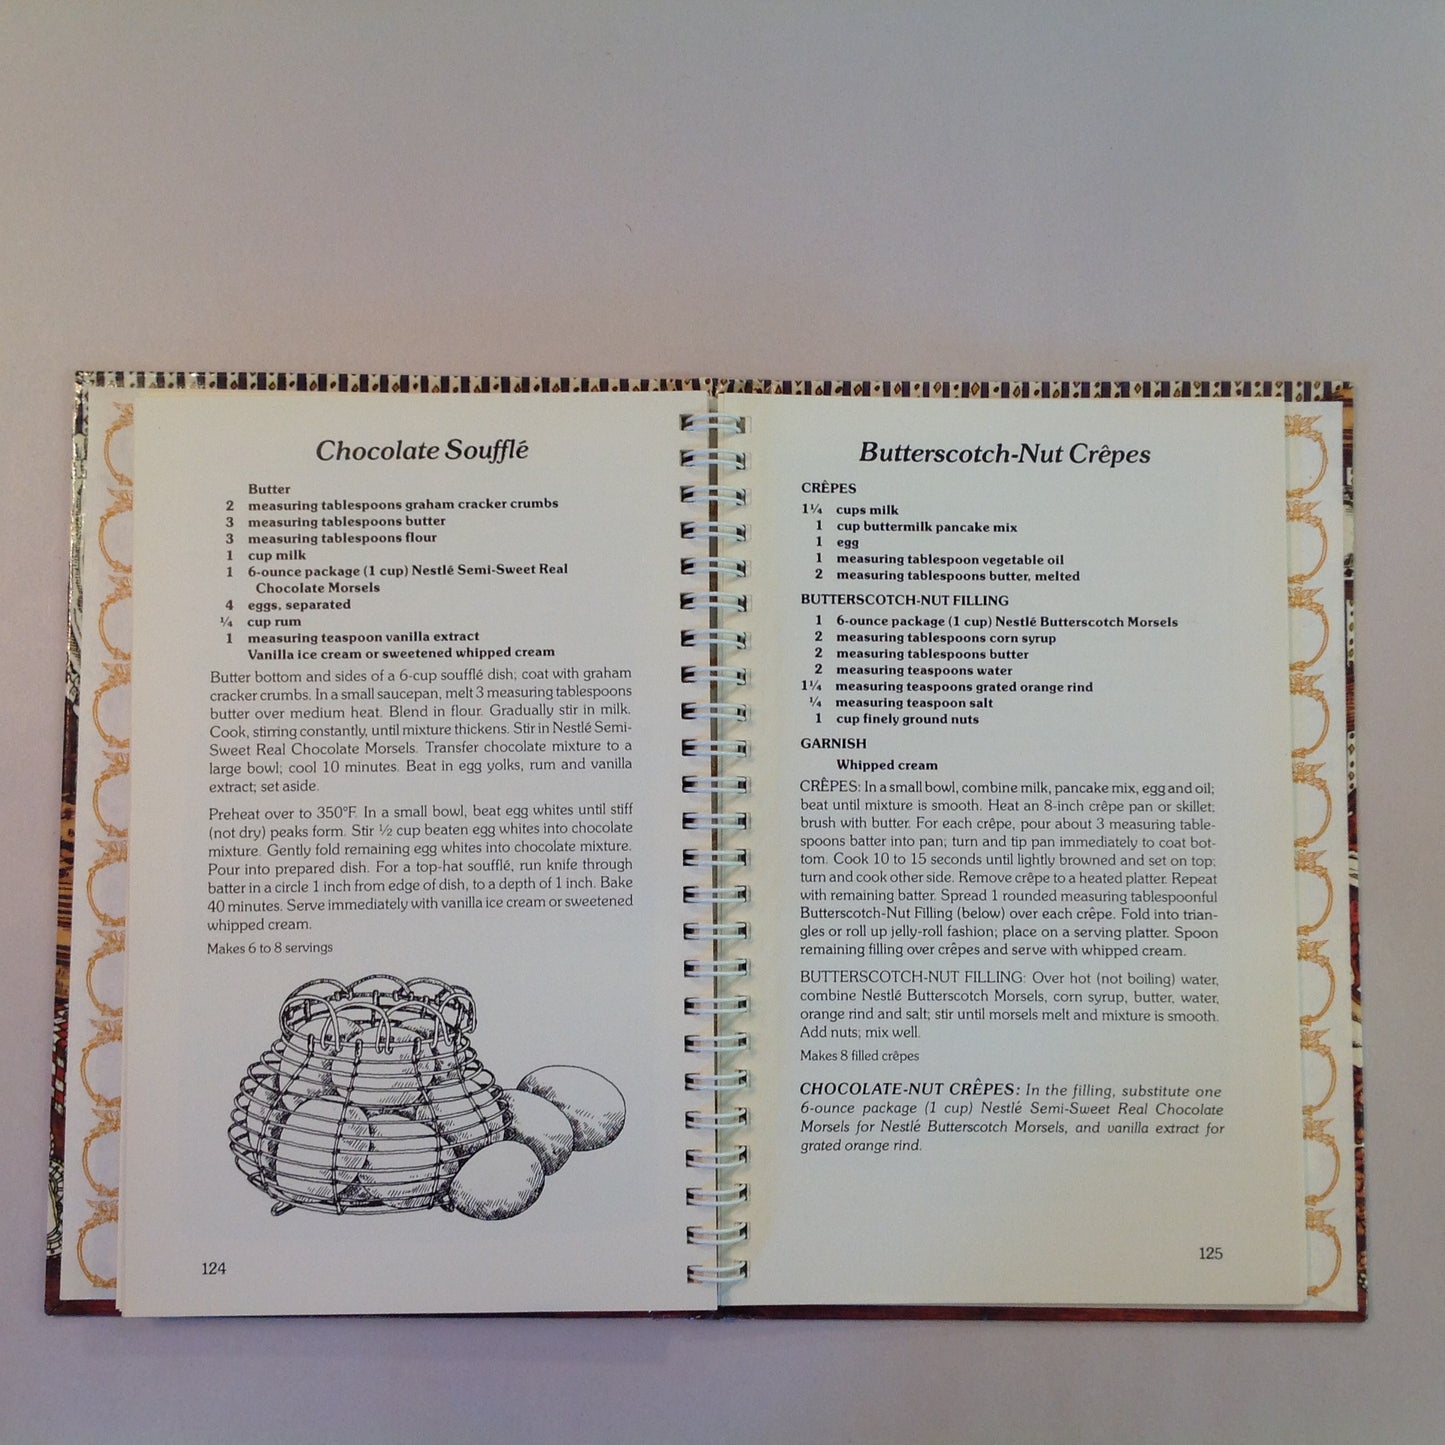 Chocolate Soufflé
Butter
2 measuring tablespoons graham cracker crumbs
3 measuring tablespoons butter
3 measuring tablespoons flour
1 cup milk
1 6-ounce package (1 cup) Nestlé Semi-Sweet Real
Chocolate Morsels
4 eggs, separated
¼ cup rum
1 measuring teaspoon vanilla extract
Vanilla ice cream or sweetened whipped cream
Butter bottom and sides of a 6-cup soufflé dish; coat with graham
cracker crumbs. In a small saucepan, melt 3 measuring tablespoons
butter over medium heat. Blend in flour. Gradually stir in milk.
Cook, stirring constantly, until mixture thickens. Stir in Nestlé Semi-
Sweet Real Chocolate Morsels. Transfer chocolate mixture to a
large bowl; cool 10 minutes. Beat in egg yolks, rum and vanilla
extract; set aside.
Preheat over to 350°F. In a small bowl, beat egg whites until stiff
(not dry) peaks form. Stir ½ cup beaten egg whites into chocolate
mixture. Gently fold remaining egg whites into chocolate mixture.
Pour into prepared dish. For a top-hat soufflé, run knife through
batter in a circle 1 inch from edge of dish, to a depth of 1 inch. Bake
40 minutes. Serve immediately with vanilla ice cream or sweetened
whipped cream.
Makes 6 to 8 servings
124
Butterscotch-Nut Crêpes
CRÊPES
1¼ cups milk
1 cup buttermilk pancake mix
1 egg
1 measuring tablespoon vegetable oil
2 measuring tablespoons butter, melted
BUTTERSCOTCH-NUT FILLING
1 6-ounce package (1 cup) Nestlé Butterscotch Morsels
2 measuring tablespoons corn syrup
2 measuring tablespoons butter
2 measuring teaspoons water
1¼ measuring teaspoons grated orange rind
¼ measuring teaspoon salt
1 cup finely ground nuts
GARNISH
Whipped cream
CRÊPES: In a small bowl, combine milk, pancake mix, egg and oil;
beat until mixture is smooth. Heat an 8-inch crêpe pan or skillet;
brush with butter. For each crêpe, pour about 3 measuring table-
spoons batter into pan; turn and tip pan immediately to coat bot-
tom. Cook 10 to 15 seconds until lightly browned and set on top;
turn and cook other side. Remove crêpe to a heated platter. Repeat
with remaining batter. Spread 1 rounded measuring tablespoonful
Butterscotch-Nut Filling (below) over each crêpe. Fold into trian-
gles or roll up jelly-roll fashion; place on a serving platter. Spoon
remaining filling over crêpes and serve with whipped cream.
BUTTERSCOTCH-NUT FILLING: Over hot (not boiling) water,
combine Nestlé Butterscotch Morsels, corn syrup, butter, water,
orange rind and salt; stir until morsels melt and mixture is smooth.
Add nuts; mix well.
Makes 8 filled crêpes
CHOCOLATE-NUT CRÊPES: In the filling, substitute one
6-ounce package (1 cup) Nestlé Semi-Sweet Real Chocolate
Morsels for Nestlé Butterscotch Morsels, and vanilla extract for
grated orange rind.
125